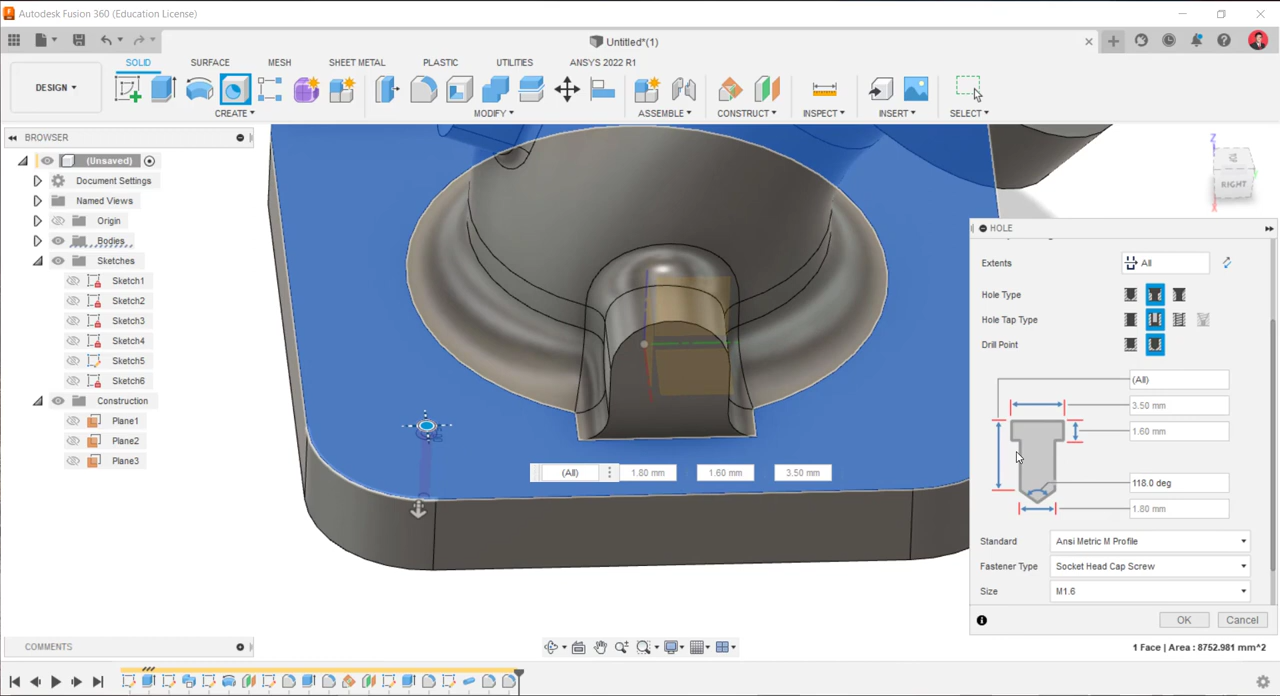 Autodesk Fusion 360 (Education License)
Untitled*(1)
SOLID SURFACE MESH SHEET METAL PLASTIC UTILITIES ANSYS 2022 R1
DESIGN
CREATE MODIFY ASSEMBLE CONSTRUCT INSPECT INSERT SELECT
BROWSER
(Unsaved)
Document Settings
Named Views
Origin
Bodies
Sketches
Sketch1
Sketch2
Sketch3
Sketch4
Sketch5
Sketch6
Construction
Plane1
Plane2
Plane3
Z
RIGHT
HOLE
Extents All
Hole Type
Hole Tap Type
Drill Point
(All)
3.50 mm
1.60 mm
118.0 deg
1.80 mm
Standard Ansi Metric M Profile
Fastener Type Socket Head Cap Screw
Size M1.6
OK Cancel
(All) 1.80 mm 1.60 mm 3.50 mm
COMMENTS
1 Face | Area : 8752.981 mm^2